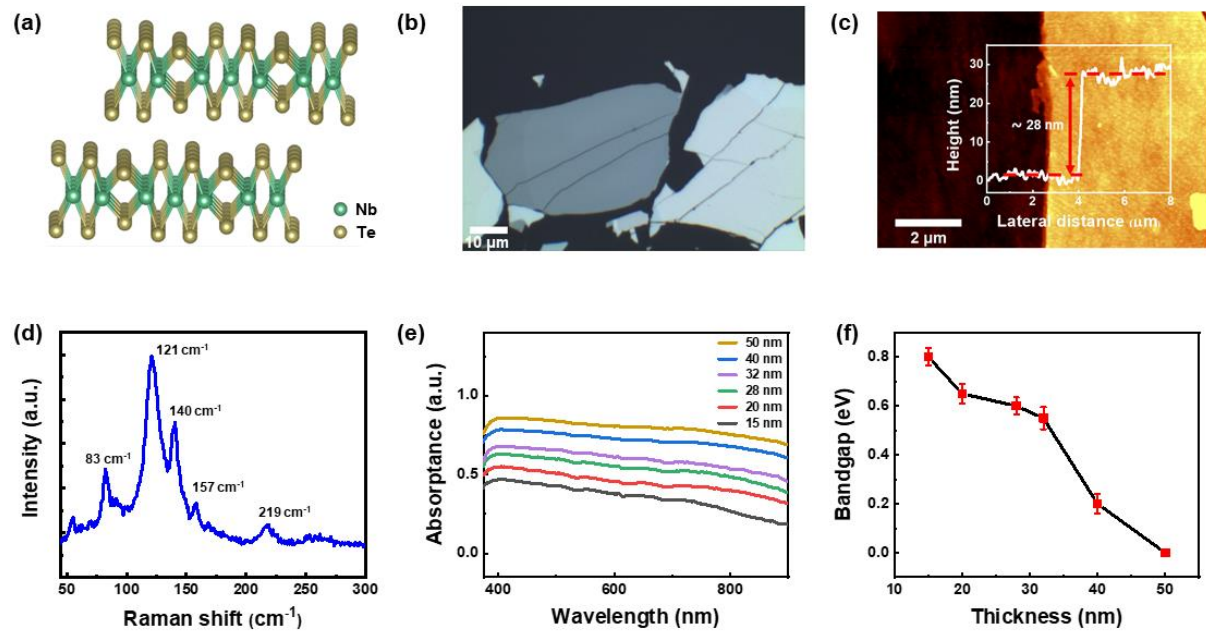 (a)
Nb
Te
(b)
10 μm
(c)
Height (nm)
30
20
10
0
~ 28 nm
0 2 4 6 8
Lateral distance (μm)
2 μm
(d)
Intensity (a.u.)
83 cm⁻¹
121 cm⁻¹
140 cm⁻¹
157 cm⁻¹
219 cm⁻¹
50 100 150 200 250 300
Raman shift (cm⁻¹)
(e)
Absorptance (a.u.)
1.0
0.5
0.0
50 nm
40 nm
32 nm
28 nm
20 nm
15 nm
400 600 800
Wavelength (nm)
(f)
Bandgap (eV)
0.8
0.6
0.4
0.2
0.0
10 20 30 40 50
Thickness (nm)